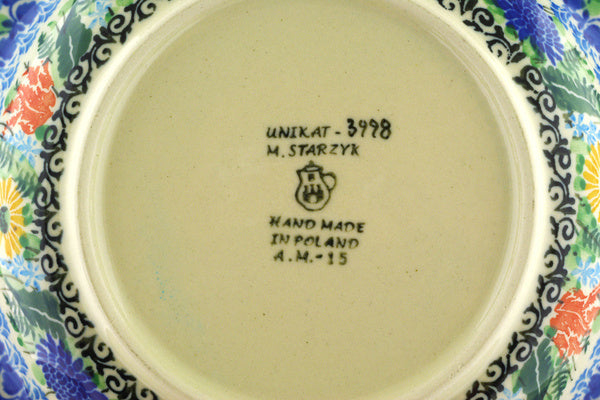 UNIKAT - 3998
M. STARZYK
HAND MADE
IN POLAND
A.M. - 15